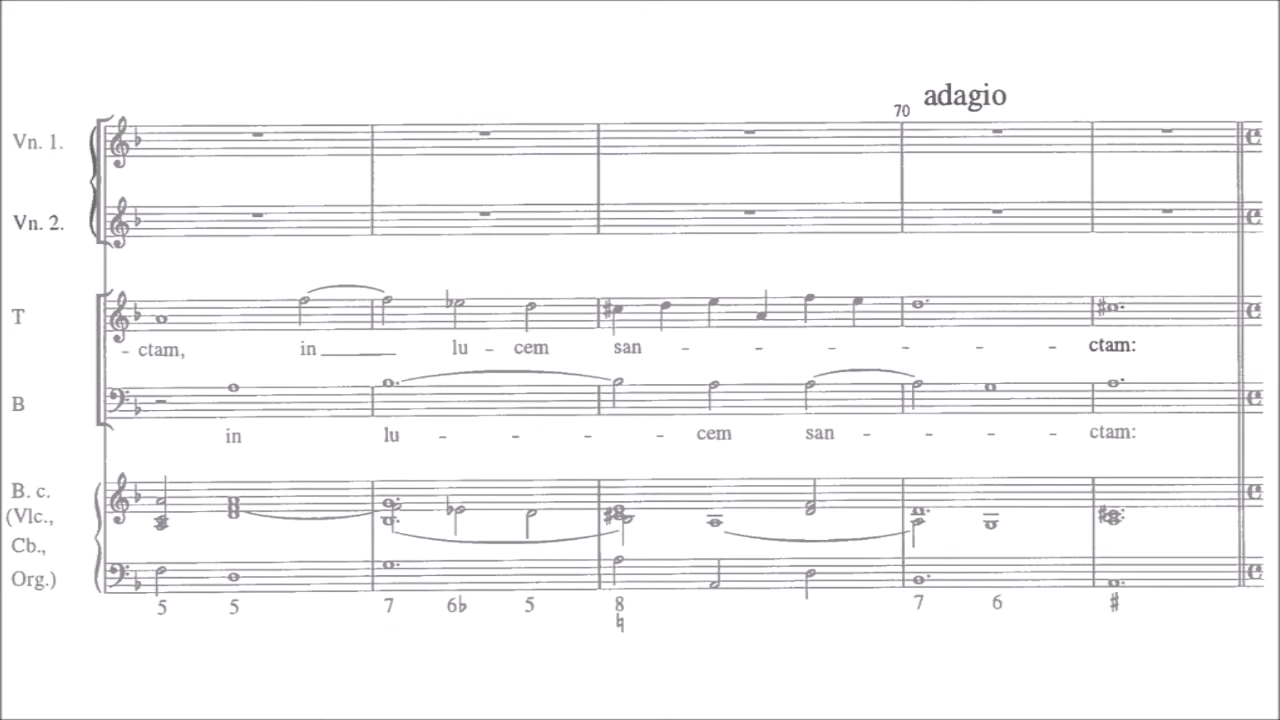 70 adagio
Vn. 1.
Vn. 2.
T
- ctam, in lu - cem san - - - - - - ctam:
B
in lu - - - - cem san - - - - ctam:
B. c.
(Vlc.,
Cb.,
Org.)
5 5 7 6♭ 5 8 7 6 ♯
♮